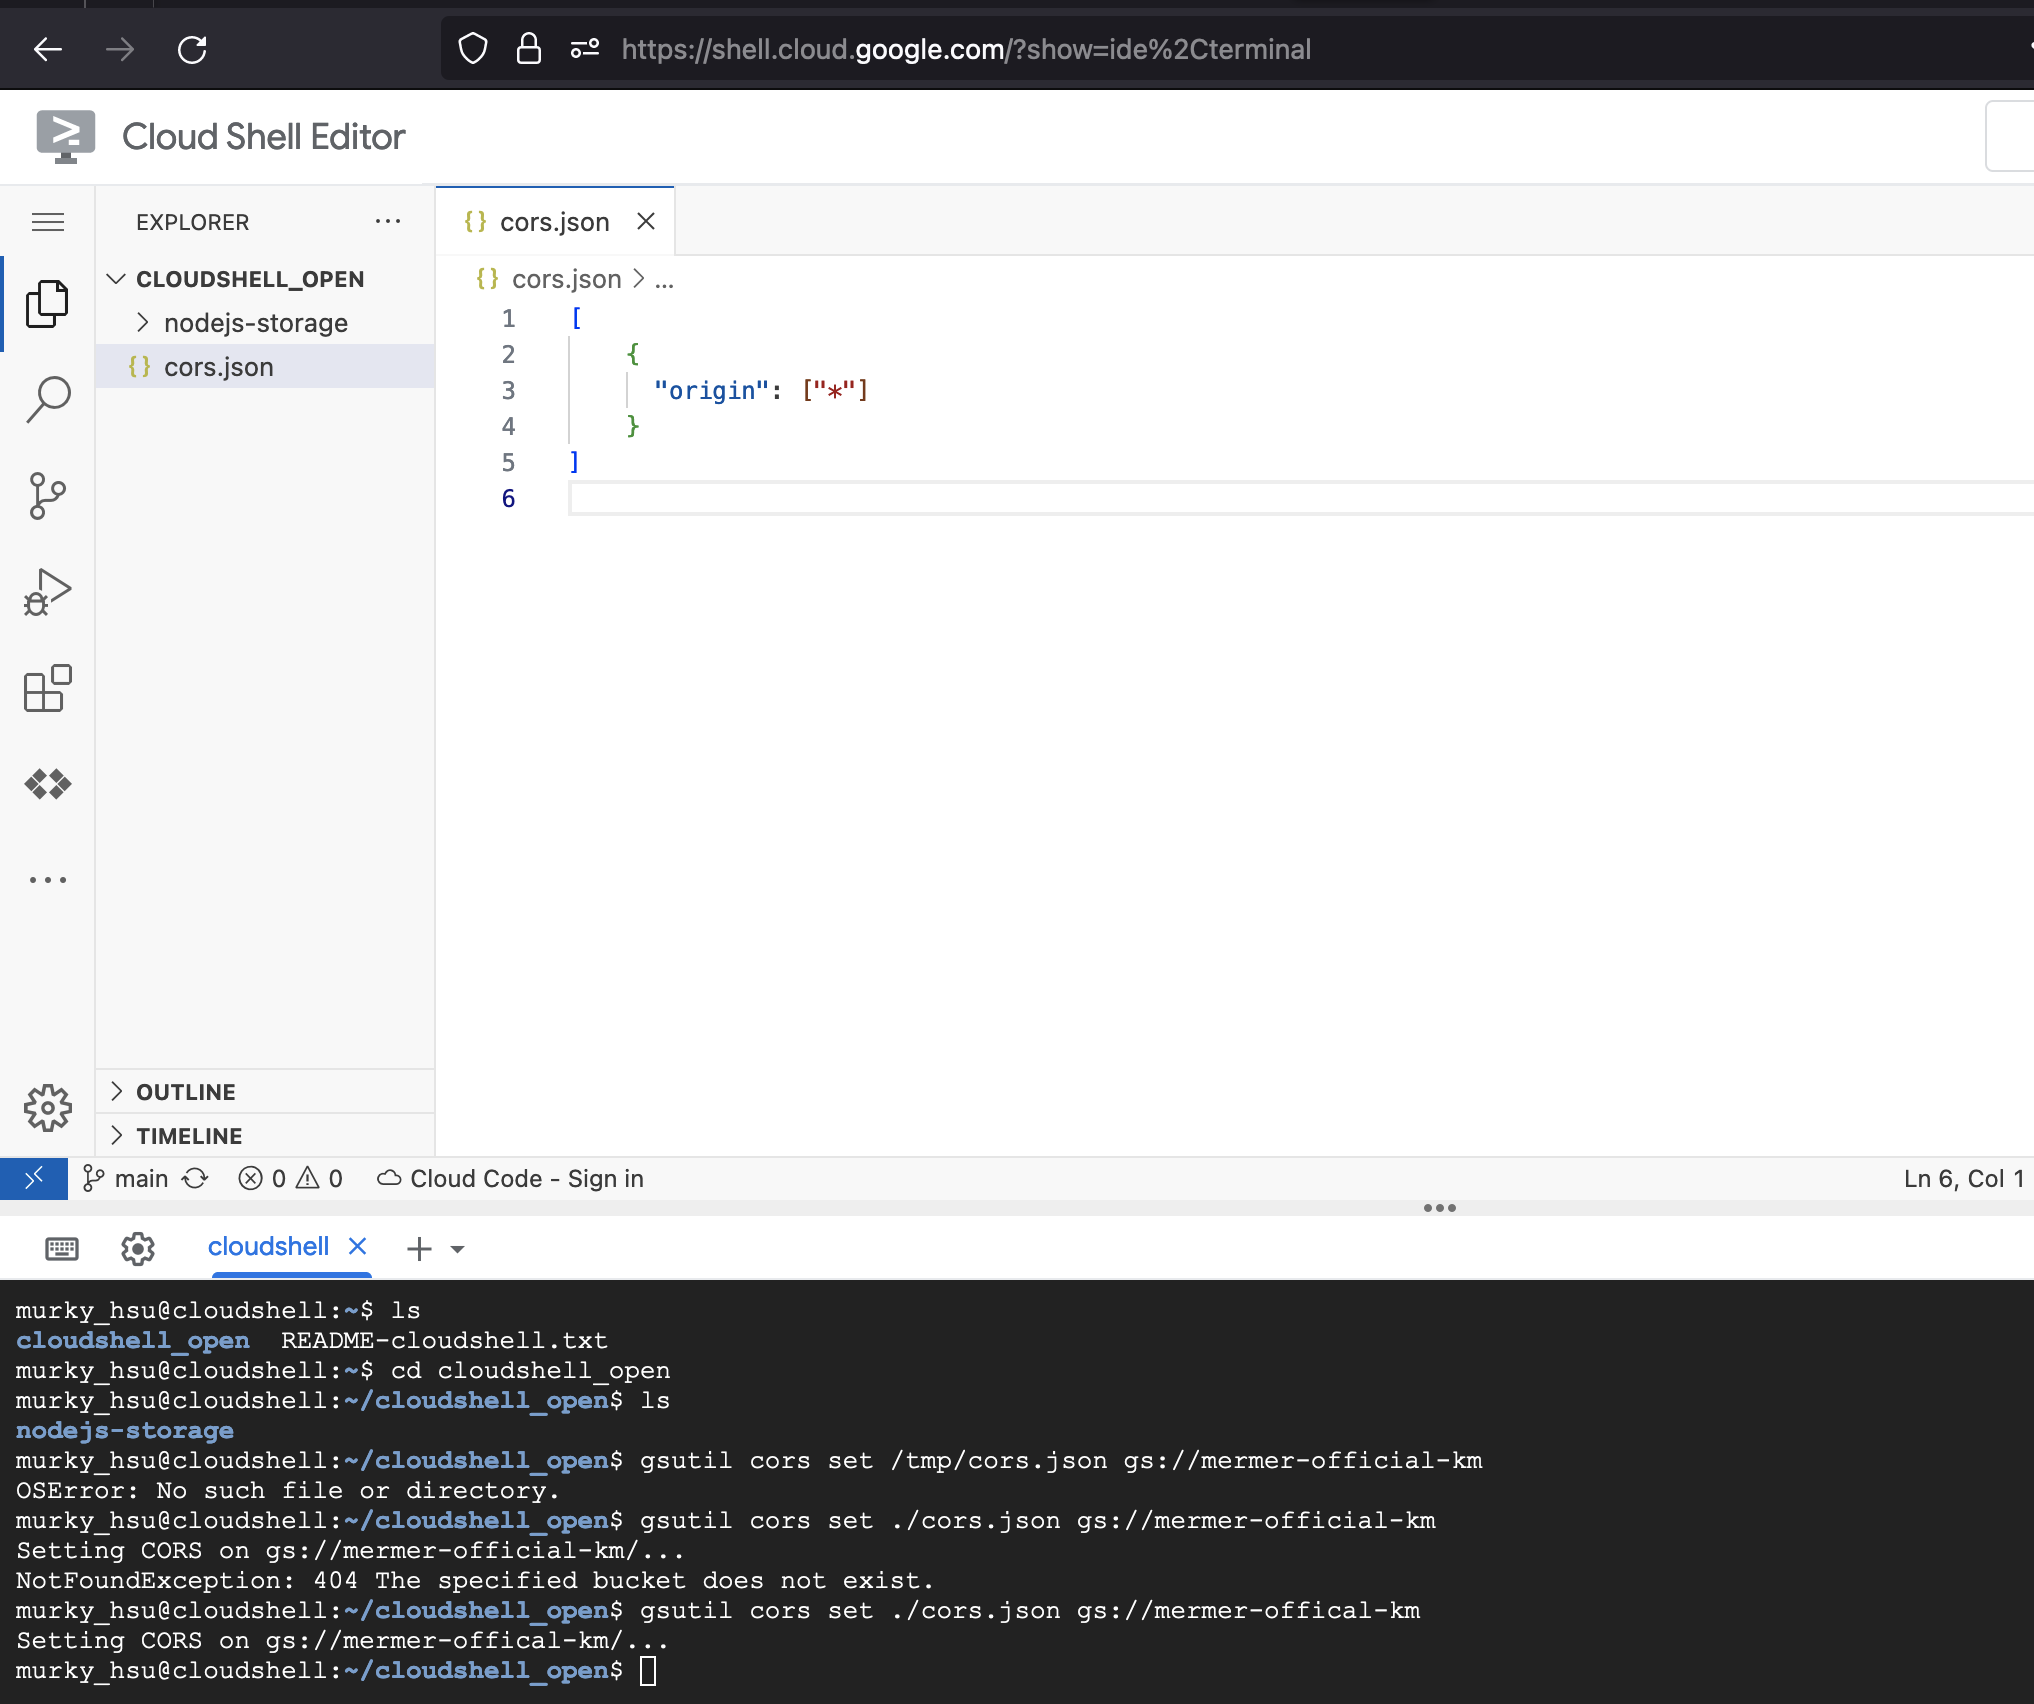 https://shell.cloud.google.com/?show=ide%2Cterminal
Cloud Shell Editor
EXPLORER
CLOUDSHELL_OPEN
nodejs-storage
{} cors.json
{} cors.json
{} cors.json > ...
1 [
2 {
3 "origin": ["*"]
4 }
5 ]
6
OUTLINE
TIMELINE
main 0 0 Cloud Code - Sign in Ln 6, Col 1
cloudshell
murky_hsu@cloudshell:~$ ls
cloudshell_open README-cloudshell.txt
murky_hsu@cloudshell:~$ cd cloudshell_open
murky_hsu@cloudshell:~/cloudshell_open$ ls
nodejs-storage
murky_hsu@cloudshell:~/cloudshell_open$ gsutil cors set /tmp/cors.json gs://mermer-official-km
OSError: No such file or directory.
murky_hsu@cloudshell:~/cloudshell_open$ gsutil cors set ./cors.json gs://mermer-official-km
Setting CORS on gs://mermer-official-km/...
NotFoundException: 404 The specified bucket does not exist.
murky_hsu@cloudshell:~/cloudshell_open$ gsutil cors set ./cors.json gs://mermer-offical-km
Setting CORS on gs://mermer-offical-km/...
murky_hsu@cloudshell:~/cloudshell_open$